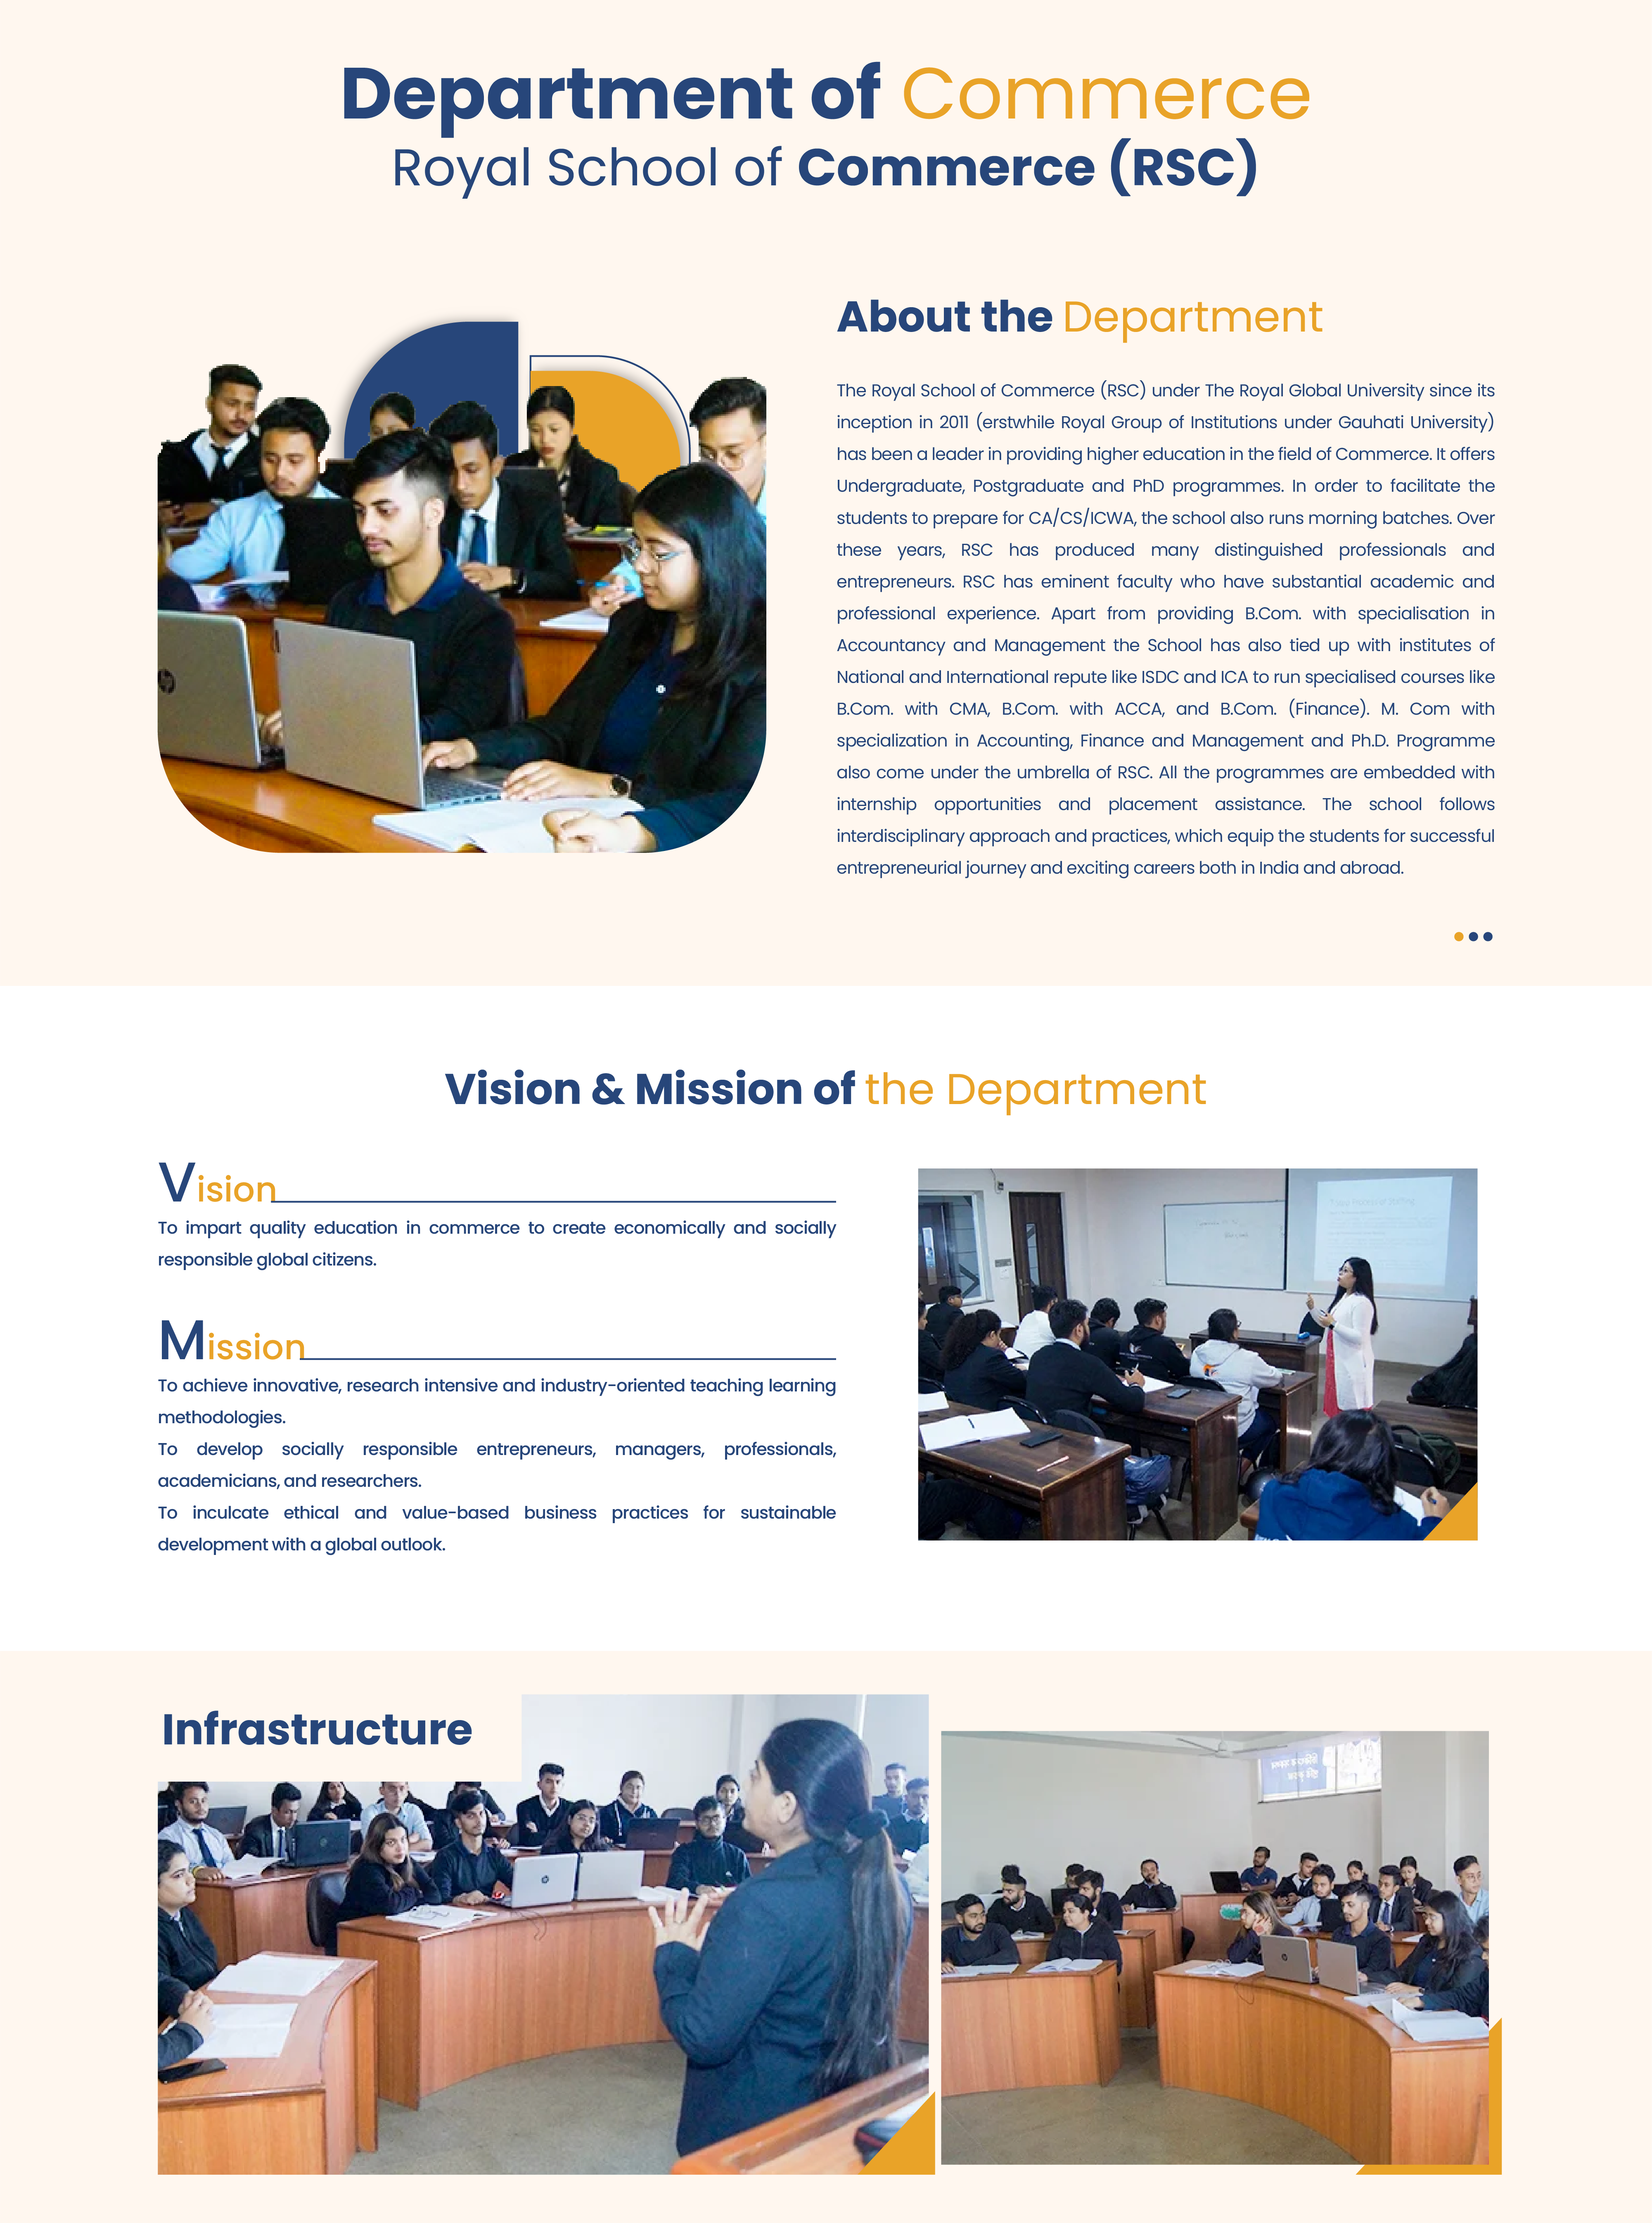 Department of Commerce
Royal School of Commerce (RSC)
About the Department
The Royal School of Commerce (RSC) under The Royal Global University since its
inception in 2011 (erstwhile Royal Group of Institutions under Gauhati University)
has been a leader in providing higher education in the field of Commerce. It offers
Undergraduate, Postgraduate and PhD programmes. In order to facilitate the
students to prepare for CA/CS/ICWA, the school also runs morning batches. Over
these years, RSC has produced many distinguished professionals and
entrepreneurs. RSC has eminent faculty who have substantial academic and
professional experience. Apart from providing B.Com. with specialisation in
Accountancy and Management the School has also tied up with institutes of
National and International repute like ISDC and ICA to run specialised courses like
B.Com. with CMA, B.Com. with ACCA, and B.Com. (Finance). M. Com with
specialization in Accounting, Finance and Management and Ph.D. Programme
also come under the umbrella of RSC. All the programmes are embedded with
internship opportunities and placement assistance. The school follows
interdisciplinary approach and practices, which equip the students for successful
entrepreneurial journey and exciting careers both in India and abroad.
Vision & Mission of the Department
Vision
To impart quality education in commerce to create economically and socially
responsible global citizens.
Mission
To achieve innovative, research intensive and industry-oriented teaching learning
methodologies.
To develop socially responsible entrepreneurs, managers, professionals,
academicians, and researchers.
To inculcate ethical and value-based business practices for sustainable
development with a global outlook.
Infrastructure